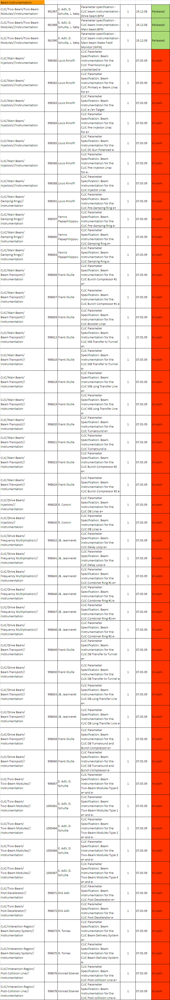 Beam Instrumentation
CLIC/Two-Beam/Two-Beam
Modules//Instrumentation
981987
E. Adli, D.
Schulte, L. Søby
Parameter specification -
CLIC beam instrumentation -
Drive beam BPM
1
19.12.08
Released
CLIC/Two-Beam/Two-Beam
Modules//Instrumentation
981988
E. Adli, D.
Schulte, L. Søby
Parameter specification -
CLIC beam instrumentation -
Main beam BPM
1
19.12.08
Released
CLIC/Two-Beam/Two-Beam
Modules//Instrumentation
981990
E. Adli, D.
Schulte, L. Søby
Parameter specification -
CLIC beam instrumentation -
Main beam Wake Field
Monitor (WFM)
1
19.12.08
Released
CLIC/Main Beam/
Injectors//Instrumentation
998580
Louis Rinolfi
CLIC Parameter
Specification. Beam
Instrumentation for the
CLIC Thermoionic gun
unpolarized e-
1
07.05.09
In work
CLIC/Main Beam/
Injectors//Instrumentation
998582
Louis Rinolfi
CLIC Parameter
Specification. Beam
Instrumentation for the
CLIC Primary e- Beam Linac
for e+
1
07.05.09
In work
CLIC/Main Beam/
Injectors//Instrumentation
998583
Louis Rinolfi
CLIC Parameter
Specification. Beam
Instrumentation for the
CLIC e-/e+ Target
1
07.05.09
In work
CLIC/Main Beam/
Injectors//Instrumentation
998584
Louis Rinolfi
CLIC Parameter
Specification. Beam
Instrumentation for the
CLIC Pre-injector Linac
for e+
1
07.05.09
In work
CLIC/Main Beam/
Injectors//Instrumentation
998585
Louis Rinolfi
CLIC Parameter
Specification. Beam
Instrumentation for the
CLIC DC Gun Polarised e-
1
07.05.09
In work
CLIC/Main Beam/
Injectors//Instrumentation
998586
Louis Rinolfi
CLIC Parameter
Specification. Beam
Instrumentation for the
CLIC Pre-injector Linac
for e-
1
07.05.09
In work
CLIC/Main Beam/
Injectors//Instrumentation
998588
Louis Rinolfi
CLIC Parameter
Specification. Beam
Instrumentation for the
CLIC Injector Linac
1
07.05.09
In work
CLIC/Main Beam/
Damping Rings//
Instrumentation
998591
Louis Rinolfi
CLIC Parameter
Specification. Beam
Instrumentation for the
CLIC Pre-damping Ring e+
1
07.05.09
In work
CLIC/Main Beam/
Damping Rings//
Instrumentation
998597
Yannis
Papaphilippou
CLIC Parameter
Specification. Beam
Instrumentation for the
CLIC Pre-damping Ring e-
1
07.05.09
In work
CLIC/Main Beam/
Damping Rings//
Instrumentation
998600
Yannis
Papaphilippou
CLIC Parameter
Specification. Beam
Instrumentation for the
CLIC Damping Ring e+
1
07.05.09
In work
CLIC/Main Beam/
Damping Rings//
Instrumentation
998604
Yannis
Papaphilippou
CLIC Parameter
Specification. Beam
Instrumentation for the
CLIC Damping Ring e-
1
07.05.09
In work
CLIC/Main Beam/
Beam Transport//
Instrumentation
998606
Frank Stulle
CLIC Parameter
Specification. Beam
Instrumentation for the
CLIC Bunch Compressor #1
e+
1
07.05.09
In work
CLIC/Main Beam/
Beam Transport//
Instrumentation
998607
Frank Stulle
CLIC Parameter
Specification. Beam
Instrumentation for the
CLIC Bunch Compressor #1 e-
1
07.05.09
In work
CLIC/Main Beam/
Beam Transport//
Instrumentation
998609
Frank Stulle
CLIC Parameter
Specification. Beam
Instrumentation for the
CLIC Booster Linac
1
07.05.09
In work
CLIC/Main Beam/
Beam Transport//
Instrumentation
998612
Frank Stulle
CLIC Parameter
Specification. Beam
Instrumentation for the
CLIC MB Transfer to Tunnel
e+
1
07.05.09
In work
CLIC/Main Beam/
Beam Transport//
Instrumentation
998616
Frank Stulle
CLIC Parameter
Specification. Beam
Instrumentation for the
CLIC MB Transfer to Tunnel
e-
1
07.05.09
In work
CLIC/Main Beam/
Beam Transport//
Instrumentation
998618
Frank Stulle
CLIC Parameter
Specification. Beam
Instrumentation for the
CLIC MB Long Transfer Line
e+
1
07.05.09
In work
CLIC/Main Beam/
Beam Transport//
Instrumentation
998619
Frank Stulle
CLIC Parameter
Specification. Beam
Instrumentation for the
CLIC MB Long Transfer Line
e-
1
07.05.09
In work
CLIC/Main Beam/
Beam Transport//
Instrumentation
998620
Frank Stulle
CLIC Parameter
Specification. Beam
Instrumentation for the
CLIC Turnaround e+
1
07.05.09
In work
CLIC/Main Beam/
Beam Transport//
Instrumentation
998621
Frank Stulle
CLIC Parameter
Specification. Beam
Instrumentation for the
CLIC Turnaround e-
1
07.05.09
In work
CLIC/Main Beam/
Beam Transport//
Instrumentation
998623
Frank Stulle
CLIC Parameter
Specification. Beam
Instrumentation for the
CLIC Bunch Compressor #2
e+
1
07.05.09
In work
CLIC/Main Beam/
Beam Transport//
Instrumentation
998624
Frank Stulle
CLIC Parameter
Specification. Beam
Instrumentation for the
CLIC Bunch Compressor #2 e-
1
07.05.09
In work
CLIC/Drive Beam/
Injectors//
Instrumentation
998628
R. Corsini
CLIC Parameter
Specification. Beam
Instrumentation for the
CLIC DB Linac e+
1
07.05.09
In work
CLIC/Drive Beam/
Injectors//
Instrumentation
998630
R. Corsini
CLIC Parameter
Specification. Beam
Instrumentation for the
CLIC DB Linac e-
1
07.05.09
In work
CLIC/Drive Beam/
Frequency Multiplication//
Instrumentation
998632
JB. Jeanneret
CLIC Parameter
Specification. Beam
Instrumentation for the
CLIC Delay Loop e+
1
07.05.09
In work
CLIC/Drive Beam/
Frequency Multiplication//
Instrumentation
998641
JB. Jeanneret
CLIC Parameter
Specification. Beam
Instrumentation for the
CLIC Delay Loop e-
1
07.05.09
In work
CLIC/Drive Beam/
Frequency Multiplication//
Instrumentation
998645
JB. Jeanneret
CLIC Parameter
Specification. Beam
Instrumentation for the
CLIC Combiner Ring #1 e+
1
07.05.09
In work
CLIC/Drive Beam/
Frequency Multiplication//
Instrumentation
998646
JB. Jeanneret
CLIC Parameter
Specification. Beam
Instrumentation for the
CLIC Combiner Ring #1 e-
1
07.05.09
In work
CLIC/Drive Beam/
Frequency Multiplication//
Instrumentation
998647
JB. Jeanneret
CLIC Parameter
Specification. Beam
Instrumentation for the
CLIC Combiner Ring #2 e+
1
07.05.09
In work
CLIC/Drive Beam/
Frequency Multiplication//
Instrumentation
998648
JB. Jeanneret
CLIC Parameter
Specification. Beam
Instrumentation for the
CLIC Combiner Ring #2 e-
1
07.05.09
In work
CLIC/Drive Beam/
Beam Transport//
Instrumentation
998649
Frank Stulle
CLIC Parameter
Specification. Beam
Instrumentation for the
CLIC DB Transfer to Tunnel
e+
1
07.05.09
In work
CLIC/Drive Beam/
Beam Transport//
Instrumentation
998650
Frank Stulle
CLIC Parameter
Specification. Beam
Instrumentation for the
CLIC DB Transfer to Tunnel e-
1
07.05.09
In work
CLIC/Drive Beam/
Beam Transport//
Instrumentation
998653
JB. Jeanneret
CLIC Parameter
Specification. Beam
Instrumentation for the
CLIC DB Long Transfer Line
e+
1
07.05.09
In work
CLIC/Drive Beam/
Beam Transport//
Instrumentation
998656
JB. Jeanneret
CLIC Parameter
Specification. Beam
Instrumentation for the
CLIC DB Long Transfer Line e-
1
07.05.09
In work
CLIC/Drive Beam/
Beam Transport//
Instrumentation
998658
Frank Stulle
CLIC Parameter
Specification. Beam
Instrumentation for the
CLIC DB Turnaround and
Bunch Compressor e+
1
07.05.09
In work
CLIC/Drive Beam/
Beam Transport//
Instrumentation
998660
Frank Stulle
CLIC Parameter
Specification. Beam
Instrumentation for the
CLIC DB Turnaround and
Bunch Compressor e-
1
07.05.09
In work
CLIC/Two-Beam/
Two-Beam Modules//
Instrumentation
998667
E. Adli, D.
Schulte
CLIC Parameter
Specification. Beam
Instrumentation for the
Two-Beam Modules Type 0
e+ and e-
1
07.05.09
In work
CLIC/Two-Beam/
Two-Beam Modules//
Instrumentation
1000481
E. Adli, D.
Schulte
CLIC Parameter
Specification. Beam
Instrumentation for the
Two-Beam Modules Type 1
e+ and e-
1
07.05.09
In work
CLIC/Two-Beam/
Two-Beam Modules//
Instrumentation
1000484
E. Adli, D.
Schulte
CLIC Parameter
Specification. Beam
Instrumentation for the
Two-Beam Modules Type 2
e+ and e-
1
07.05.09
In work
CLIC/Two-Beam/
Two-Beam Modules//
Instrumentation
1000486
E. Adli, D.
Schulte
CLIC Parameter
Specification. Beam
Instrumentation for the
Two-Beam Modules Type 3
e+ and e-
1
07.05.09
In work
CLIC/Two-Beam/
Two-Beam Modules//
Instrumentation
1000487
E. Adli, D.
Schulte
CLIC Parameter
Specification. Beam
Instrumentation for the
Two-Beam Modules Type 4
e+ and e-
1
07.05.09
In work
CLIC/Two-Beam/
Post Decelerator//
Instrumentation
998671
Erik Adli
CLIC Parameter
Specification. Beam
Instrumentation for the
CLIC Post Decelerator e+
1
07.05.09
In work
CLIC/Two-Beam/
Post Decelerator//
Instrumentation
998672
Erik Adli
CLIC Parameter
Specification. Beam
Instrumentation for the
CLIC Post Decelerator e-
1
07.05.09
In work
CLIC/Interaction Region/
Beam Delivery System//
Instrumentation
998673
R. Tomas
CLIC Parameter
Specification. Beam
Instrumentation for the
CLIC Beam Delivery System
e+
1
07.05.09
In work
CLIC/Interaction Region/
Beam Delivery System//
Instrumentation
998675
R. Tomas
CLIC Parameter
Specification. Beam
Instrumentation for the
CLIC Beam Delivery System
e-
1
07.05.09
In work
CLIC/Interaction Region/
Post-Collision Line//
Instrumentation
998676
Konrad Elsener
CLIC Parameter
Specification. Beam
Instrumentation for the
CLIC Post-collision Line e+
1
07.05.09
In work
CLIC/Interaction Region/
Post-Collision Line//
Instrumentation
998678
Konrad Elsener
CLIC Parameter
Specification. Beam
Instrumentation for the
CLIC Post-collision Line e-
1
07.05.09
In work